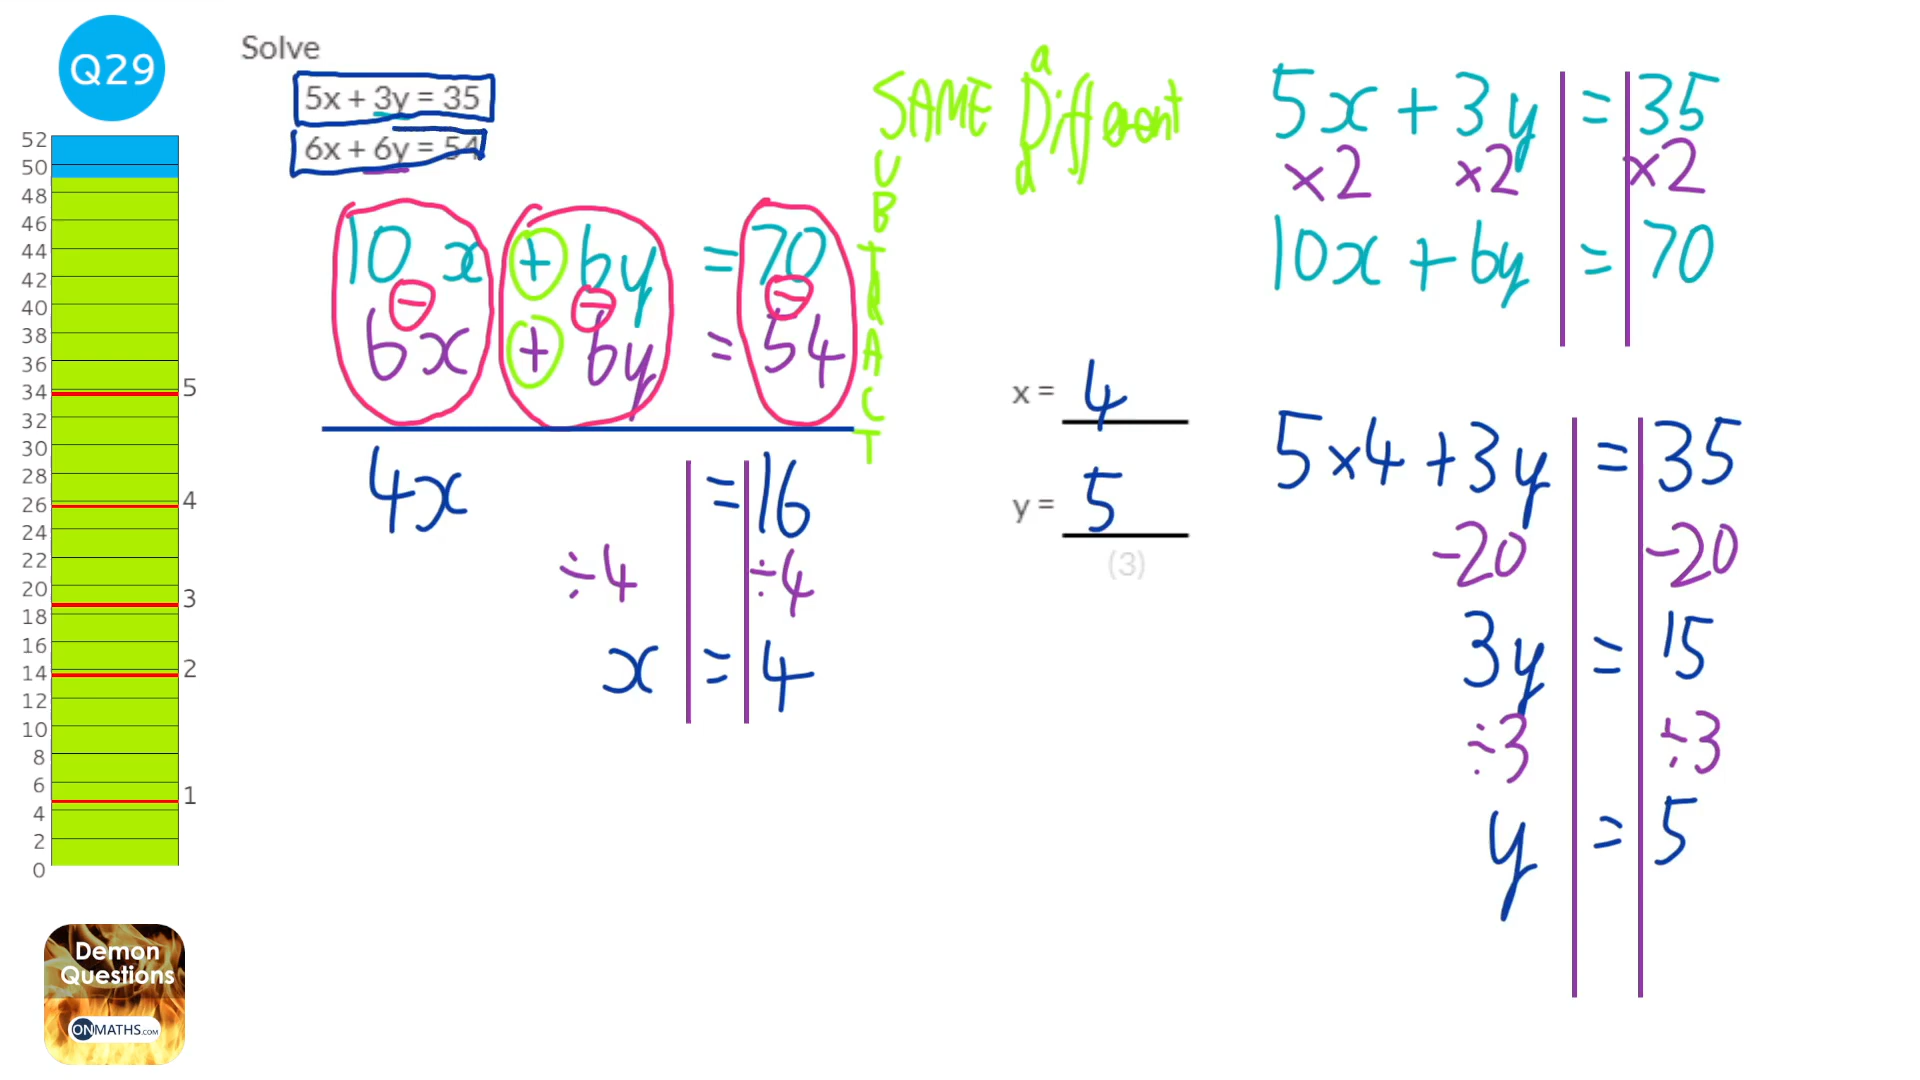 Q29
Solve
5x + 3y = 35
6x + 6y = 54
SAME Different
SUBTRACT
a
d
10x + 6y = 70
− − −
6x + 6y = 54
4x = 16
÷4 ÷4
x = 4
x = 4
y = 5
(3)
5x + 3y = 35
×2 ×2 ×2
10x + 6y = 70
5×4 + 3y = 35
−20 −20
3y = 15
÷3 ÷3
y = 5
52
50
48
46
44
42
40
38
36
34 5
32
30
28
26 4
24
22
20
18 3
16
14 2
12
10
8
6
4 1
2
0
Demon
Questions
ONMATHS.COM